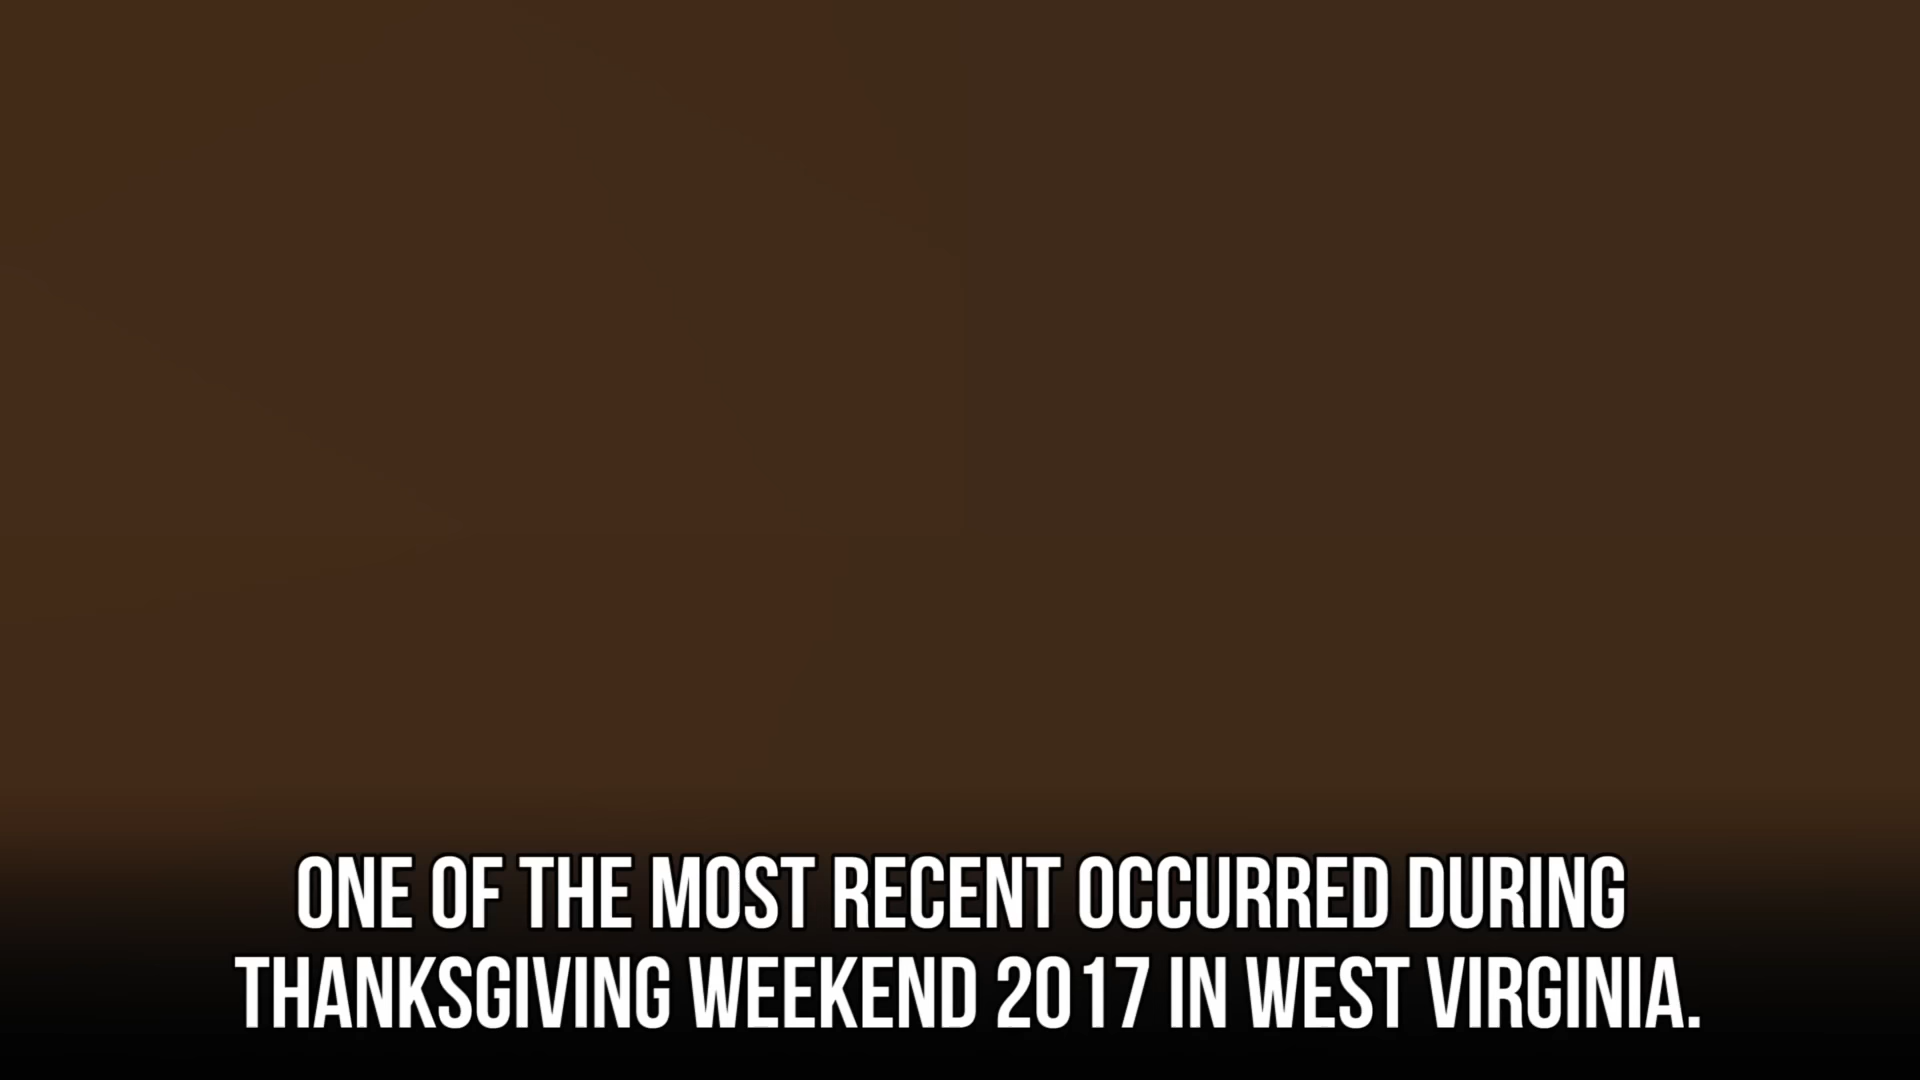 ONE OF THE MOST RECENT OCCURRED DURING
THANKSGIVING WEEKEND 2017 IN WEST VIRGINIA.